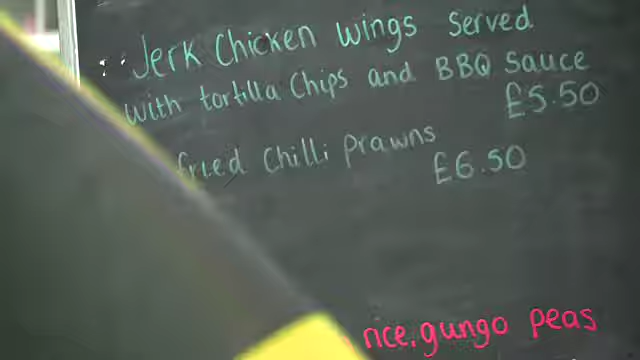 Jerk Chicken wings Served
with tortilla Chips and BBQ Sauce
£5.50
fried Chilli Prawns
£6.50
rice, gungo peas